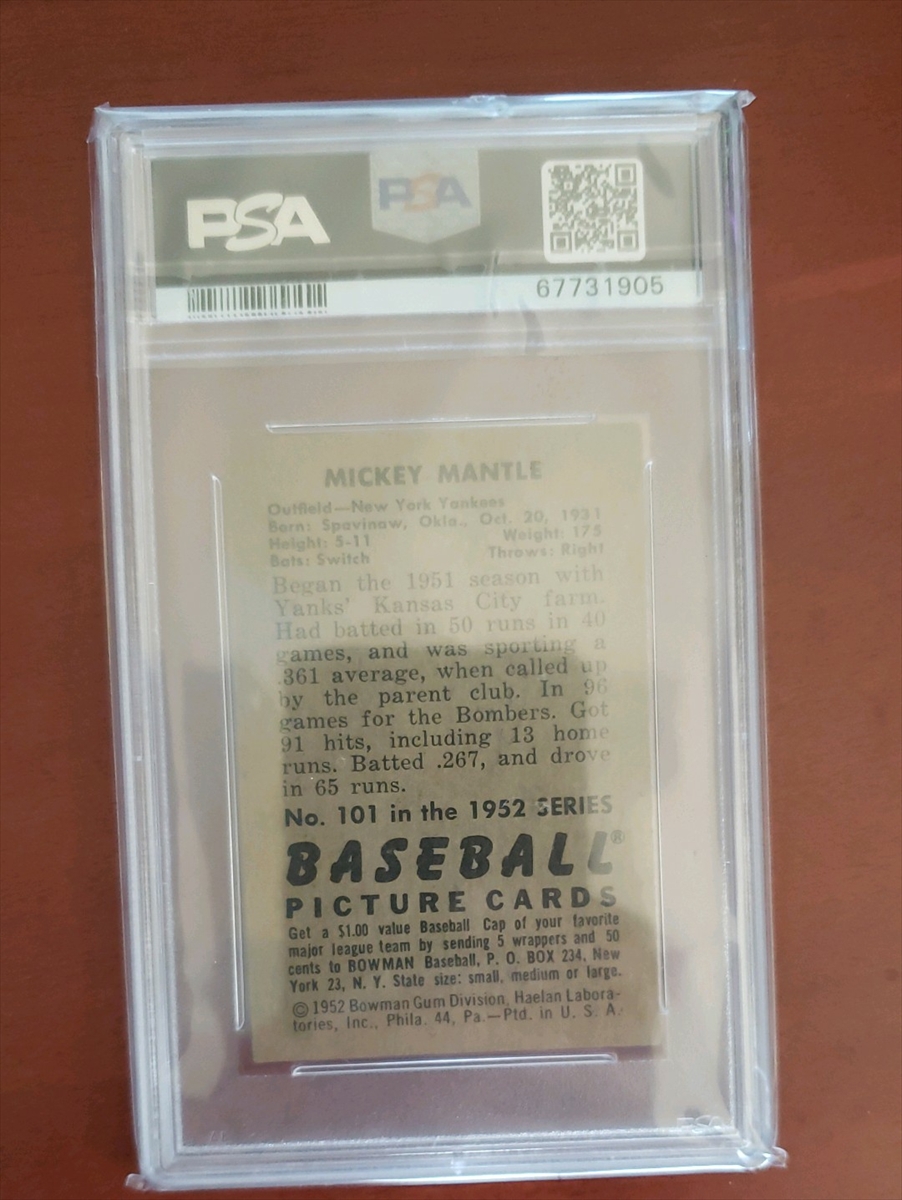 PSA
PSA
67731905
MICKEY MANTLE
Outfield—New York Yankees
Born: Spavinaw, Okla., Oct. 20, 1931
Height: 5-11 Weight: 175
Bats: Switch Throws: Right
Began the 1951 season with
Yanks' Kansas City farm.
Had batted in 50 runs in 40
games, and was sporting a
.361 average, when called up
by the parent club. In 96
games for the Bombers. Got
91 hits, including 13 home
runs. Batted .267, and drove
in 65 runs.
No. 101 in the 1952 SERIES
BASEBALL®
PICTURE CARDS
Get a $1.00 value Baseball Cap of your favorite
major league team by sending 5 wrappers and 50
cents to BOWMAN Baseball, P. O. BOX 234, New
York 23, N. Y. State size: small, medium or large.
© 1952 Bowman Gum Division, Haelan Labora-
tories, Inc., Phila. 44, Pa.—Ptd. in U. S. A.
PSA